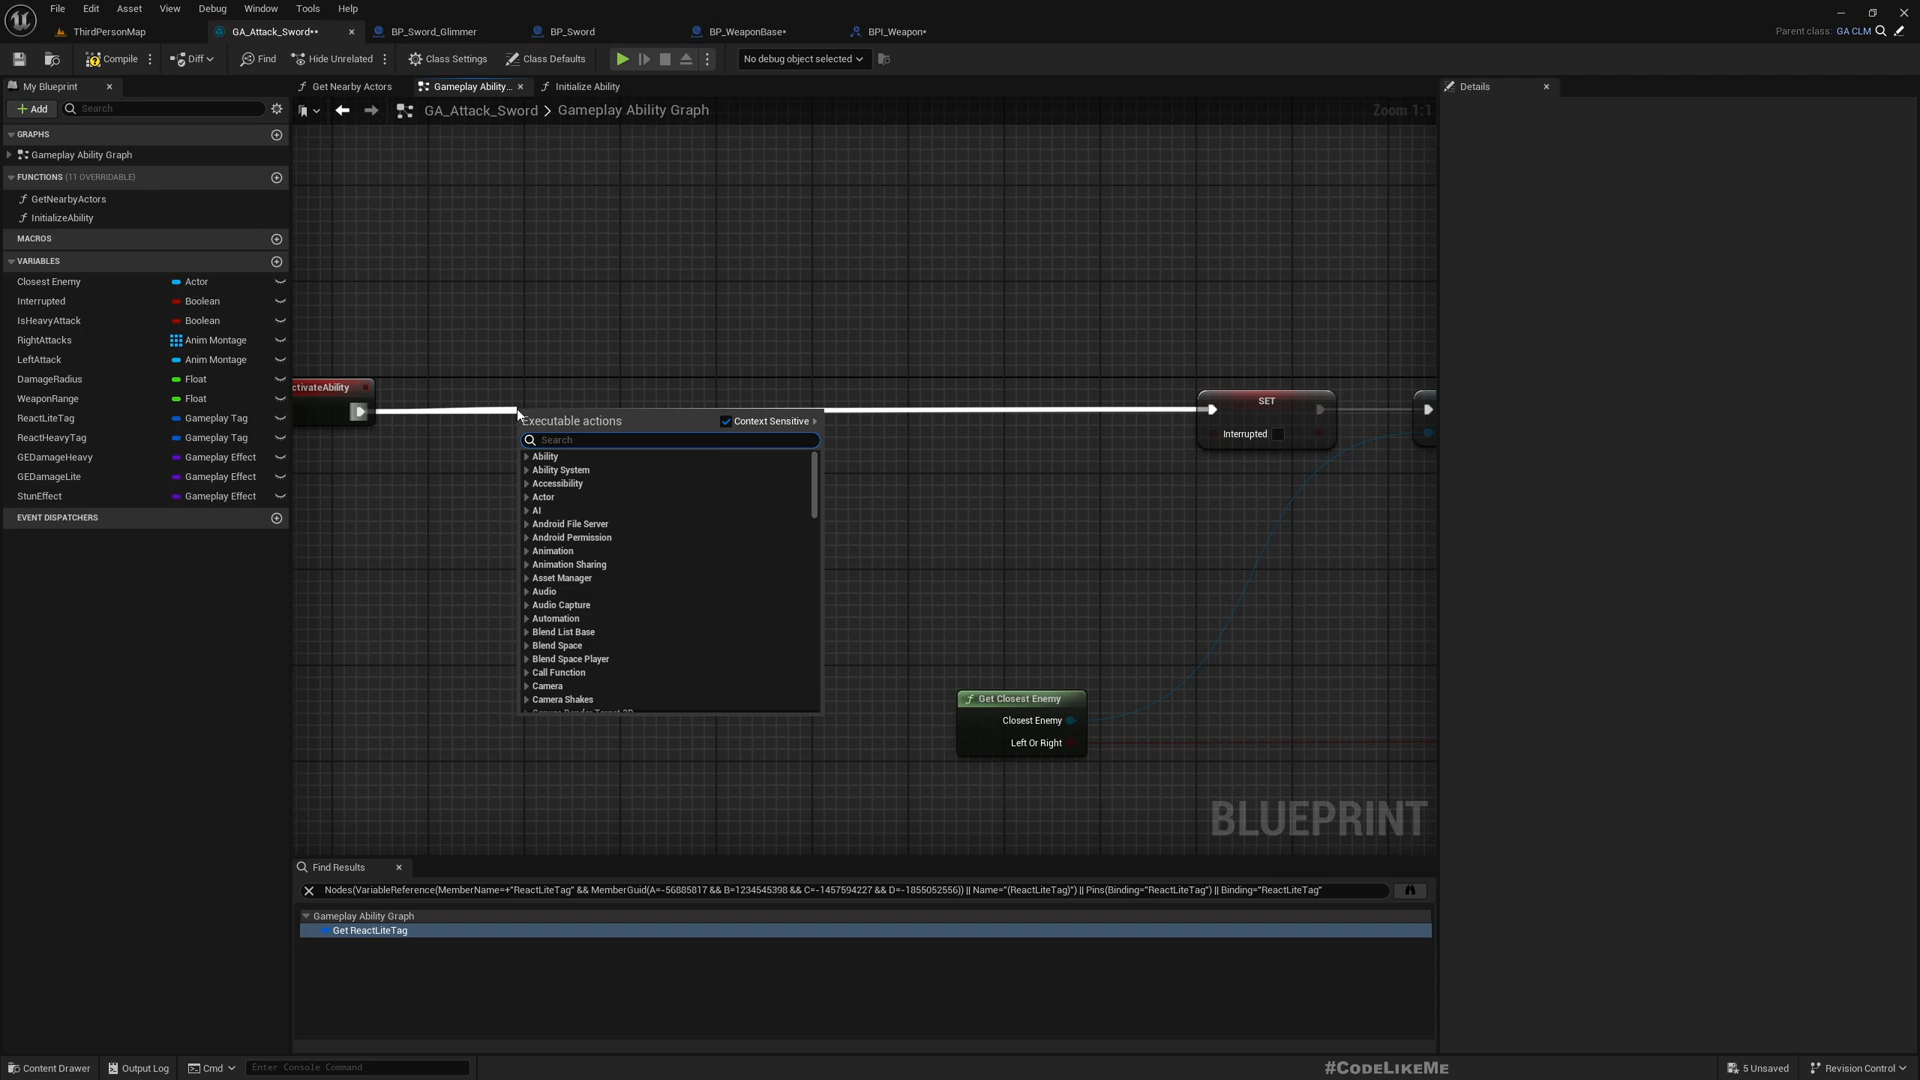 File Edit Asset View Debug Window Tools Help
ThirdPersonMap GA_Attack_Sword•• BP_Sword_Glimmer BP_Sword BP_WeaponBase• BPI_Weapon•
Parent class: GA CLM
Compile Diff Find Hide Unrelated Class Settings Class Defaults No debug object selected
My Blueprint Get Nearby Actors Gameplay Ability... Initialize Ability Details
Add Search GA_Attack_Sword > Gameplay Ability Graph Zoom 1:1
GRAPHS
Gameplay Ability Graph
FUNCTIONS (11 OVERRIDABLE)
GetNearbyActors
InitializeAbility
MACROS
VARIABLES
Closest Enemy Actor
Interrupted Boolean
IsHeavyAttack Boolean
RightAttacks Anim Montage
LeftAttack Anim Montage
DamageRadius Float
WeaponRange Float
ReactLiteTag Gameplay Tag
ReactHeavyTag Gameplay Tag
GEDamageHeavy Gameplay Effect
GEDamageLite Gameplay Effect
StunEffect Gameplay Effect
EVENT DISPATCHERS
ctivateAbility
Executable actions Context Sensitive
Search
Ability
Ability System
Accessibility
Actor
AI
Android File Server
Android Permission
Animation
Animation Sharing
Asset Manager
Audio
Audio Capture
Automation
Blend List Base
Blend Space
Blend Space Player
Call Function
Camera
Camera Shakes
SET
Interrupted
Get Closest Enemy
Closest Enemy
Left Or Right
BLUEPRINT
Find Results
Nodes(VariableReference(MemberName=+"ReactLiteTag" && MemberGuid(A=-56885817 && B=1234545398 && C=-1457594227 && D=-1855052556)) || Name="(ReactLiteTag)") || Pins(Binding="ReactLiteTag") || Binding="ReactLiteTag"
Gameplay Ability Graph
Get ReactLiteTag
Content Drawer Output Log Cmd Enter Console Command #CODELIKEME 5 Unsaved Revision Control